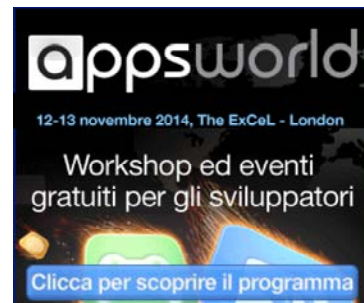 appsworld
12-13 novembre 2014, The ExCeL - London
Workshop ed eventi
gratuiti per gli sviluppatori
Clicca per scoprire il programma